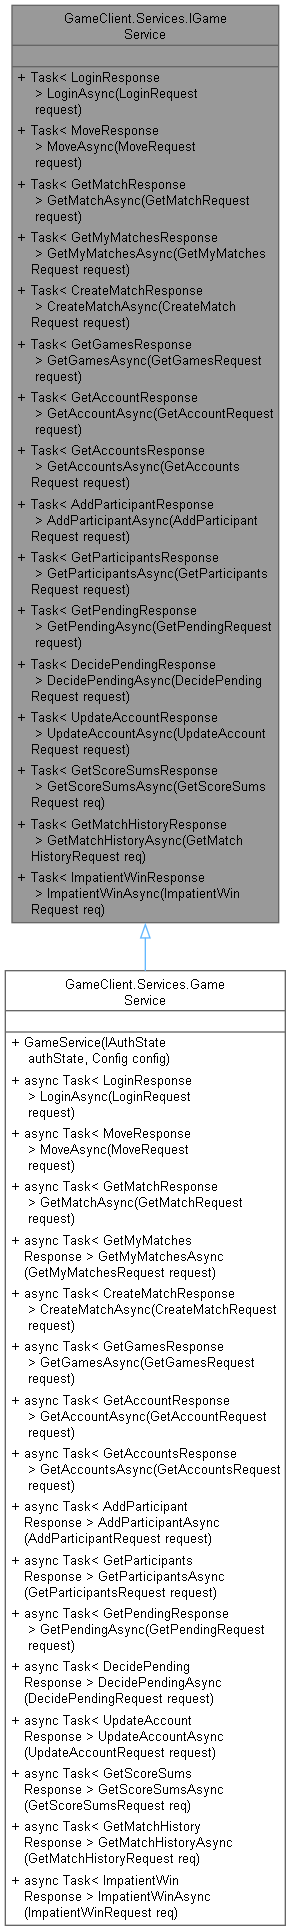 GameClient.Services.IGame
Service
+ Task< LoginResponse
> LoginAsync(LoginRequest
request)
+ Task< MoveResponse
> MoveAsync(MoveRequest
request)
+ Task< GetMatchResponse
> GetMatchAsync(GetMatchRequest
request)
+ Task< GetMyMatchesResponse
> GetMyMatchesAsync(GetMyMatches
Request request)
+ Task< CreateMatchResponse
> CreateMatchAsync(CreateMatch
Request request)
+ Task< GetGamesResponse
> GetGamesAsync(GetGamesRequest
request)
+ Task< GetAccountResponse
> GetAccountAsync(GetAccountRequest
request)
+ Task< GetAccountsResponse
> GetAccountsAsync(GetAccounts
Request request)
+ Task< AddParticipantResponse
> AddParticipantAsync(AddParticipant
Request request)
+ Task< GetParticipantsResponse
> GetParticipantsAsync(GetParticipants
Request request)
+ Task< GetPendingResponse
> GetPendingAsync(GetPendingRequest
request)
+ Task< DecidePendingResponse
> DecidePendingAsync(DecidePending
Request request)
+ Task< UpdateAccountResponse
> UpdateAccountAsync(UpdateAccount
Request request)
+ Task< GetScoreSumsResponse
> GetScoreSumsAsync(GetScoreSums
Request req)
+ Task< GetMatchHistoryResponse
> GetMatchHistoryAsync(GetMatch
HistoryRequest req)
+ Task< ImpatientWinResponse
> ImpatientWinAsync(ImpatientWin
Request req)
GameClient.Services.Game
Service
+ GameService(IAuthState
authState, Config config)
+ async Task< LoginResponse
> LoginAsync(LoginRequest
request)
+ async Task< MoveResponse
> MoveAsync(MoveRequest
request)
+ async Task< GetMatchResponse
> GetMatchAsync(GetMatchRequest
request)
+ async Task< GetMyMatches
Response > GetMyMatchesAsync
(GetMyMatchesRequest request)
+ async Task< CreateMatchResponse
> CreateMatchAsync(CreateMatchRequest
request)
+ async Task< GetGamesResponse
> GetGamesAsync(GetGamesRequest
request)
+ async Task< GetAccountResponse
> GetAccountAsync(GetAccountRequest
request)
+ async Task< GetAccountsResponse
> GetAccountsAsync(GetAccountsRequest
request)
+ async Task< AddParticipant
Response > AddParticipantAsync
(AddParticipantRequest request)
+ async Task< GetParticipants
Response > GetParticipantsAsync
(GetParticipantsRequest request)
+ async Task< GetPendingResponse
> GetPendingAsync(GetPendingRequest
request)
+ async Task< DecidePending
Response > DecidePendingAsync
(DecidePendingRequest request)
+ async Task< UpdateAccount
Response > UpdateAccountAsync
(UpdateAccountRequest request)
+ async Task< GetScoreSums
Response > GetScoreSumsAsync
(GetScoreSumsRequest req)
+ async Task< GetMatchHistory
Response > GetMatchHistoryAsync
(GetMatchHistoryRequest req)
+ async Task< ImpatientWin
Response > ImpatientWinAsync
(ImpatientWinRequest req)